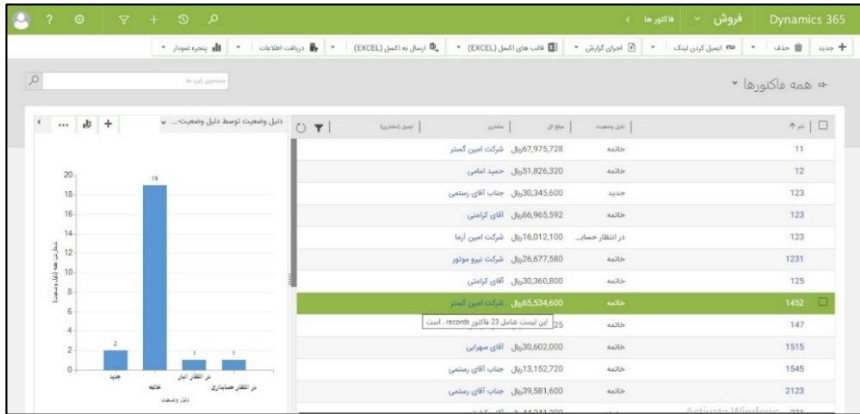 Dynamics 365 فروش فاکتور ها
جدید حذف ایمیل کردن لینک اجرای گزارش قالب های اکسل (EXCEL) ارسال به اکسل (EXCEL) دریافت اطلاعات پنجره نمودار
همه فاکتورها
نام دلیل وضعیت مبلغ کل مشتری ایمیل (مشتری)
11 خاتمه 67,975,728ریال شرکت امین گستر
12 خاتمه 51,826,320ریال حمید امامی
123 جدید 30,345,600ریال جناب آقای رستمی
123 خاتمه 66,965,592ریال آقای کرامتی
123 در انتظار حساب... 16,012,100ریال شرکت امین آزما
1231 خاتمه 26,677,580ریال شرکت نیرو موتور
125 خاتمه 30,360,800ریال آقای کرامتی
1452 خاتمه 65,534,600ریال شرکت امین گستر
147 خاتمه 25
این لیست شامل 23 فاکتور records . است
1515 خاتمه 30,602,000ریال آقای سهرابی
1545 خاتمه 13,152,720ریال جناب آقای رستمی
2123 خاتمه 39,581,600ریال جناب آقای رستمی
Activate Windows
دلیل وضعیت توسط دلیل وضعیت-...
20
18
16
14
12
10
8
6
4
2
0
2
19
1
1
جدید
خاتمه
در انتظار انبار
در انتظار حسابداری
دلیل وضعیت